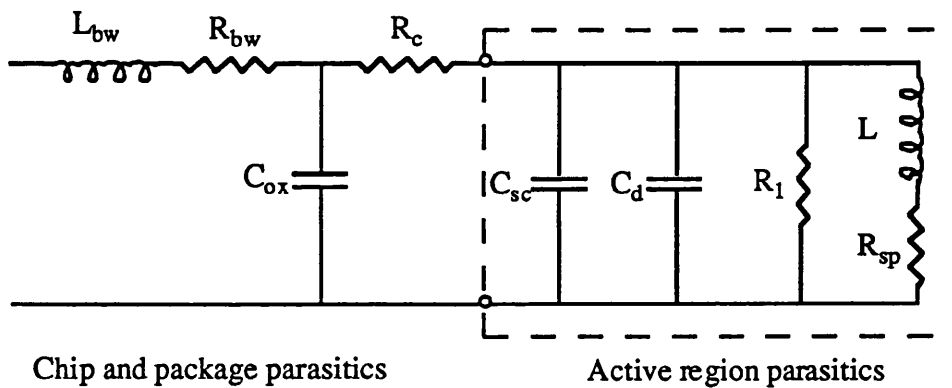 L_bw
R_bw
R_c
C_ox
C_sc
C_d
R_1
L
R_sp
Chip and package parasitics
Active region parasitics